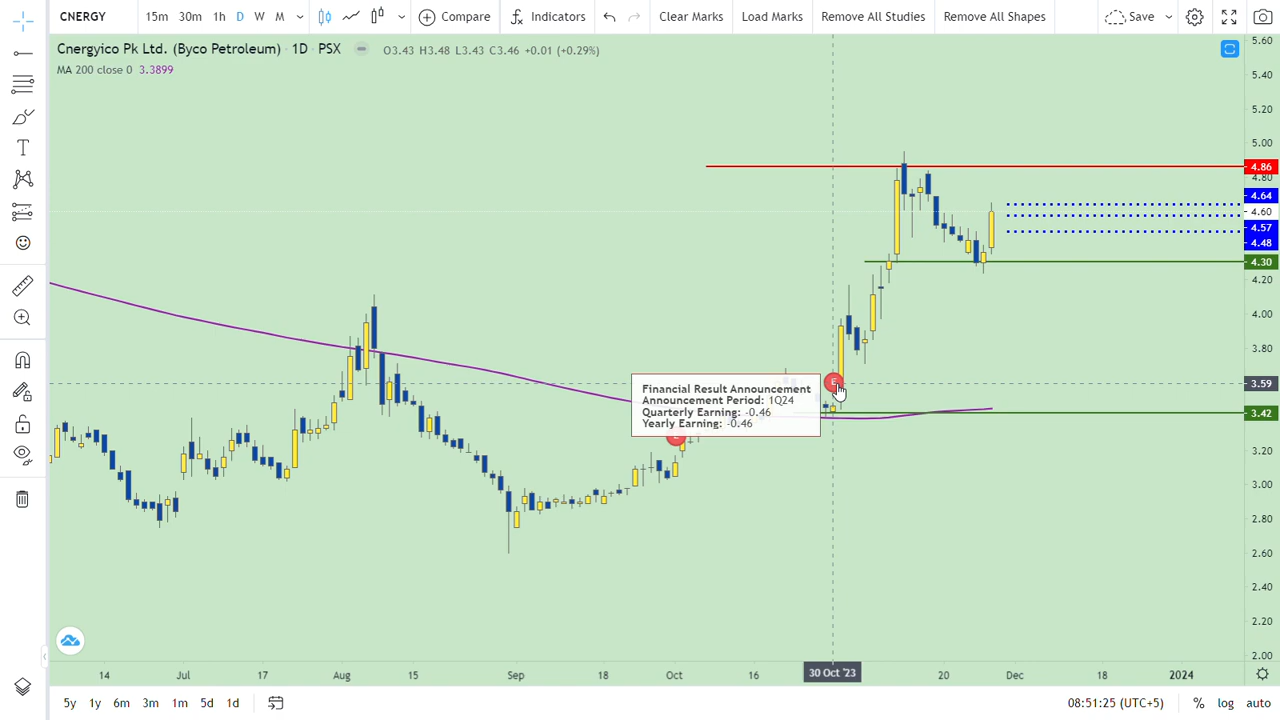 CNERGY 15m 30m 1h D W M Compare Indicators Clear Marks Load Marks Remove All Studies Remove All Shapes Save
Cnergyico Pk Ltd. (Byco Petroleum) · 1D · PSX O3.43 H3.48 L3.43 C3.46 +0.01 (+0.29%)
MA 200 close 0 3.3899
5.60
5.40
5.20
5.00
4.86
4.80
4.64
4.60
4.57
4.48
4.30
4.20
4.00
3.80
3.59
3.42
3.20
3.00
2.80
2.60
2.40
2.20
2.00
E
Financial Result Announcement
Announcement Period: 1Q24
Quarterly Earning: -0.46
Yearly Earning: -0.46
14 Jul 17 Aug 15 Sep 18 Oct 16 30 Oct '23 20 Dec 18 2024
5y 1y 6m 3m 1m 5d 1d 08:51:25 (UTC+5) % log auto